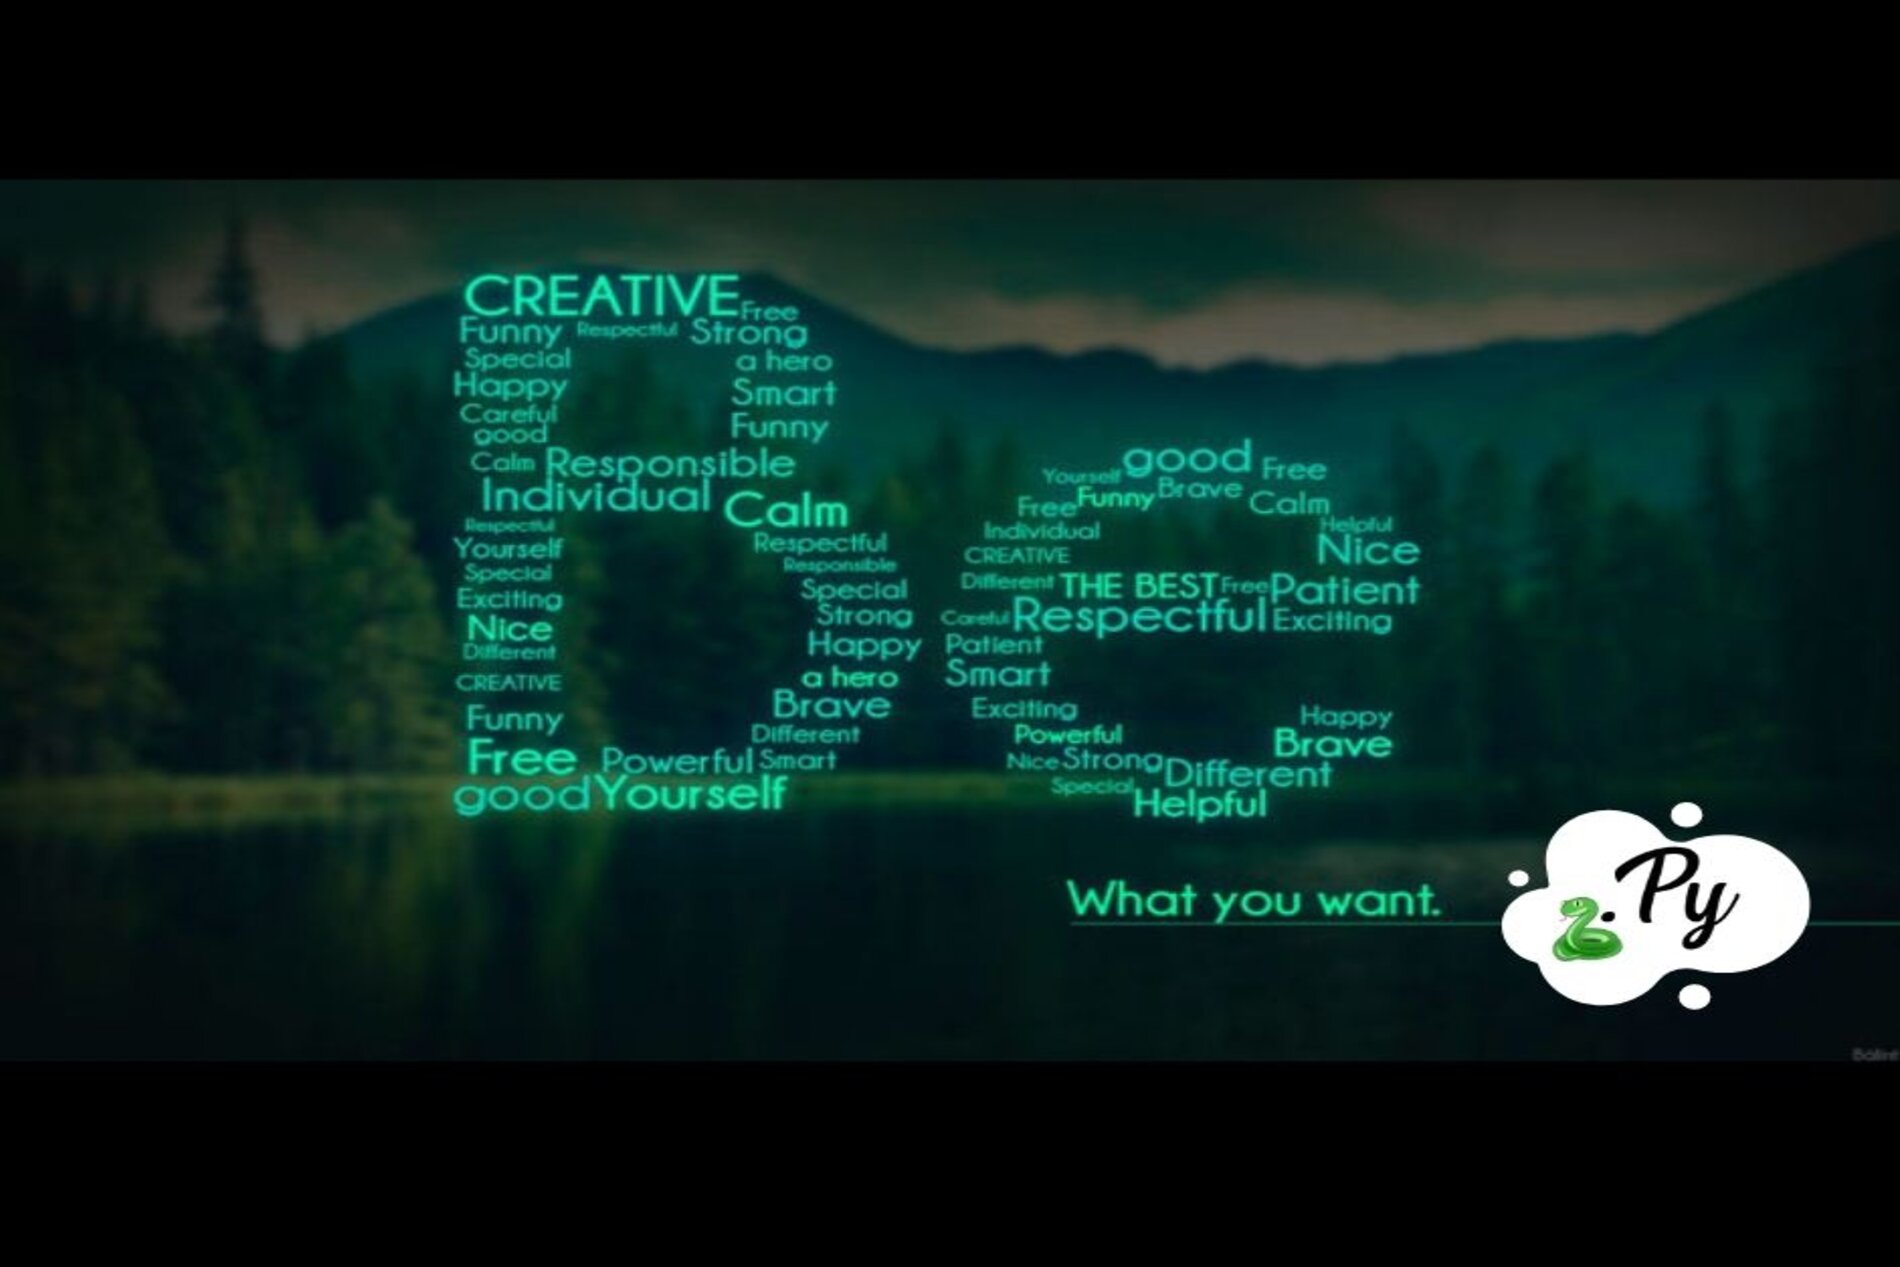 CREATIVE Free
Funny Respectful Strong
Special a hero
Happy Smart
Careful Funny
good
Calm Responsible
Individual Calm
Respectful Respectful
Yourself Responsible
Special Special
Exciting Strong
Nice Happy
Different a hero
CREATIVE Brave
Funny Different
Free Powerful Smart
good Yourself
good Free
Yourself Funny Brave Calm
Free Helpful
Individual Nice
CREATIVE
Different THE BEST Free Patient
Careful Respectful Exciting
Patient
Smart
Exciting Happy
Powerful Brave
Nice Strong Different
Special Helpful
What you want.
.Py